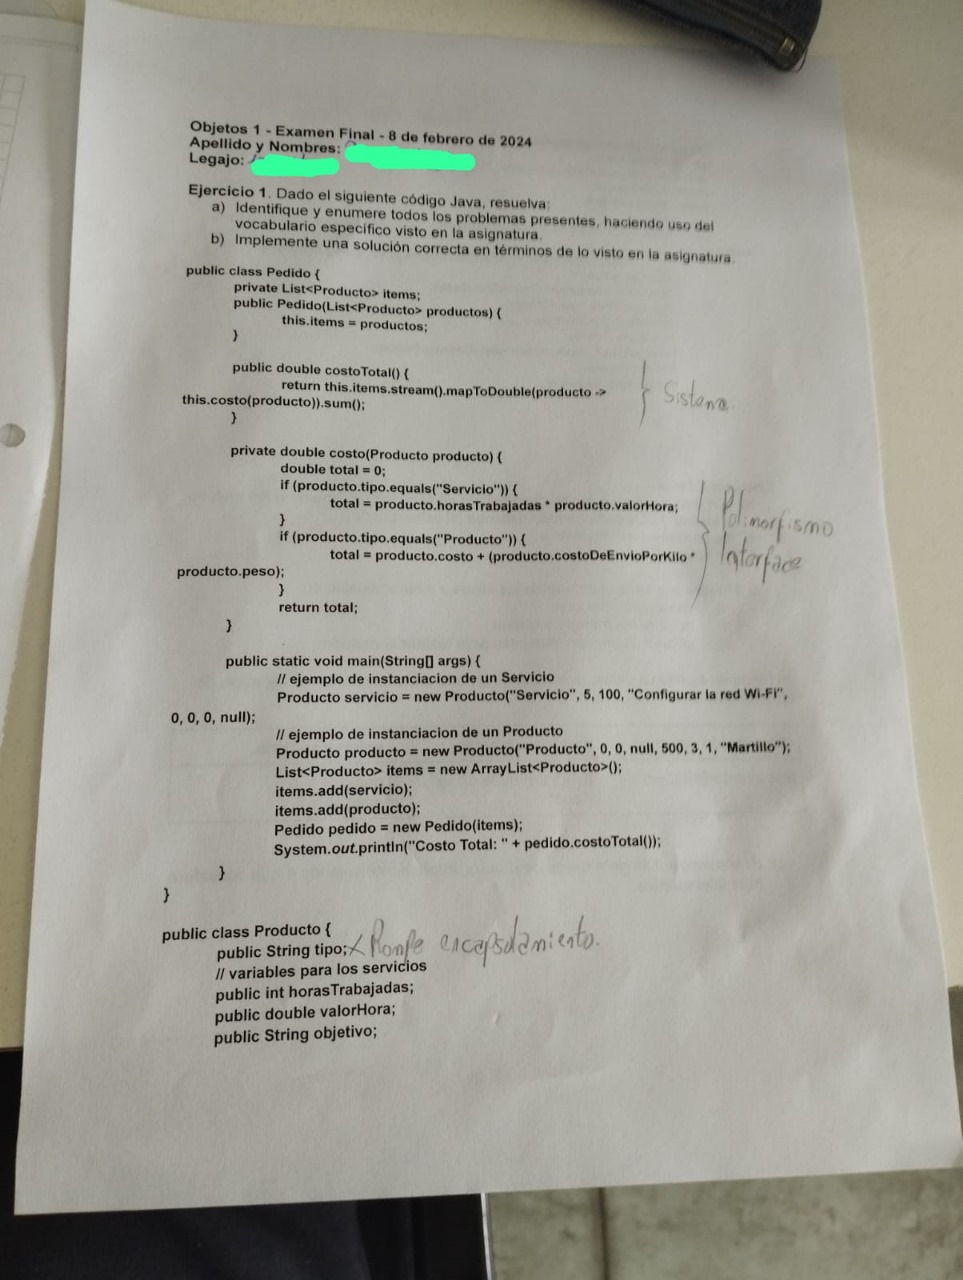 Objetos 1 - Examen Final - 8 de febrero de 2024
Apellido y Nombres:
Legajo:
Ejercicio 1. Dado el siguiente código Java, resuelva:
a) Identifique y enumere todos los problemas presentes, haciendo uso del
vocabulario específico visto en la asignatura.
b) Implemente una solución correcta en términos de lo visto en la asignatura
public class Pedido {
private List<Producto> items;
public Pedido(List<Producto> productos) {
this.items = productos;
}
public double costoTotal() {
return this.items.stream().mapToDouble(producto ->
this.costo(producto)).sum();
}
Sistema.
private double costo(Producto producto) {
double total = 0;
if (producto.tipo.equals("Servicio")) {
total = producto.horasTrabajadas * producto.valorHora;
}
if (producto.tipo.equals("Producto")) {
total = producto.costo + (producto.costoDeEnvioPorKilo *
producto.peso);
}
return total;
}
Polimorfismo
Interface
public static void main(String[] args) {
// ejemplo de instanciacion de un Servicio
Producto servicio = new Producto("Servicio", 5, 100, "Configurar la red Wi-Fi",
0, 0, 0, null);
// ejemplo de instanciacion de un Producto
Producto producto = new Producto("Producto", 0, 0, null, 500, 3, 1, "Martillo");
List<Producto> items = new ArrayList<Producto>();
items.add(servicio);
items.add(producto);
Pedido pedido = new Pedido(items);
System.out.println("Costo Total: " + pedido.costoTotal());
}
}
public class Producto {
public String tipo; Rompe encapsulamiento.
// variables para los servicios
public int horasTrabajadas;
public double valorHora;
public String objetivo;